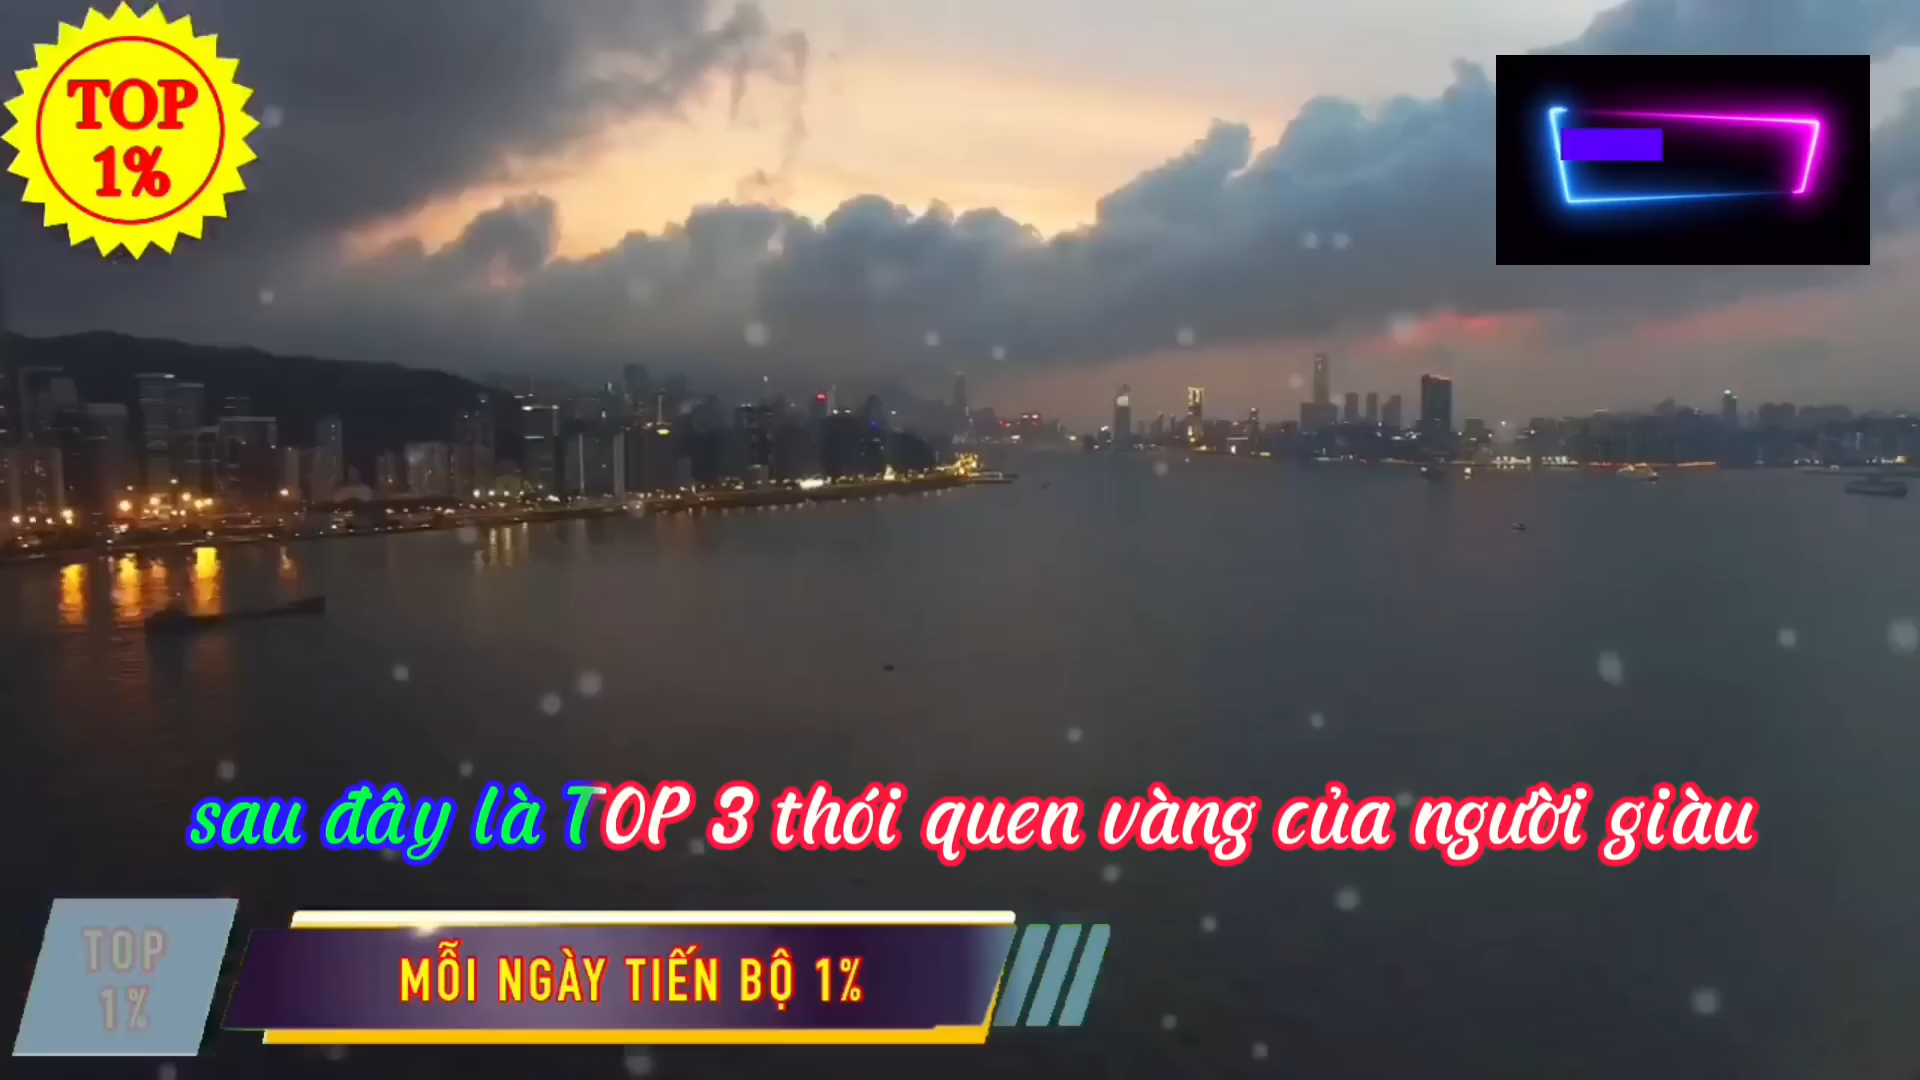 TOP
1%
sau đây là TOP 3 thói quen vàng của người giàu
TOP
1%
MỖI NGÀY TIẾN BỘ 1%